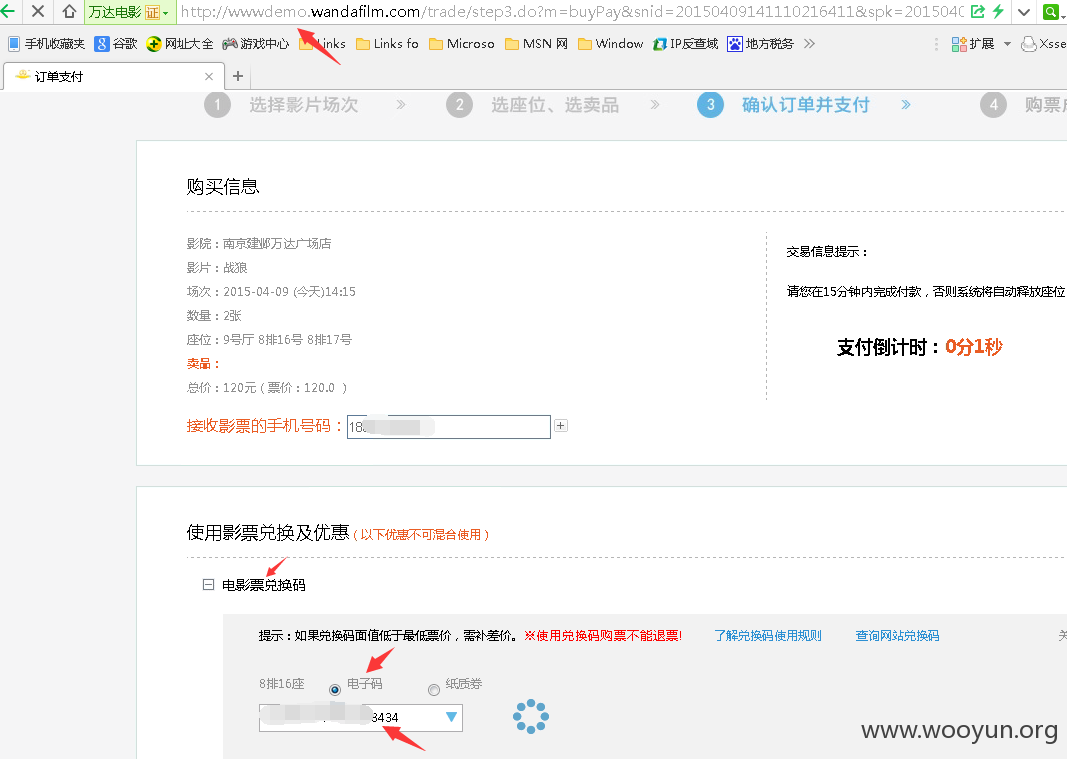 万达电影 证 http://wwwdemo.wandafilm.com/trade/step3.do?m=buyPay&snid=20150409141110216411&spk=201504
手机收藏夹 谷歌 网址大全 游戏中心 Links Links fo Microso MSN 网 Window IP反查域 地方税务 扩展 Xsse
订单支付
1 选择影片场次 2 选座位、选卖品 3 确认订单并支付 4 购票
购买信息
影院：南京建邺万达广场店
影片：战狼
场次：2015-04-09 (今天)14:15
数量：2张
座位：9号厅 8排16号 8排17号
卖品：
总价：120元 ( 票价：120.0 )
接收影票的手机号码： 18
交易信息提示：
请您在15分钟内完成付款，否则系统将自动释放座位
支付倒计时：0分1秒
使用影票兑换及优惠 ( 以下优惠不可混合使用 )
电影票兑换码
提示：如果兑换码面值低于最低票价，需补差价。※使用兑换码购票不能退票! 了解兑换码使用规则 查询网站兑换码 关
8排16座 电子码 纸质券
3434
www.wooyun.org